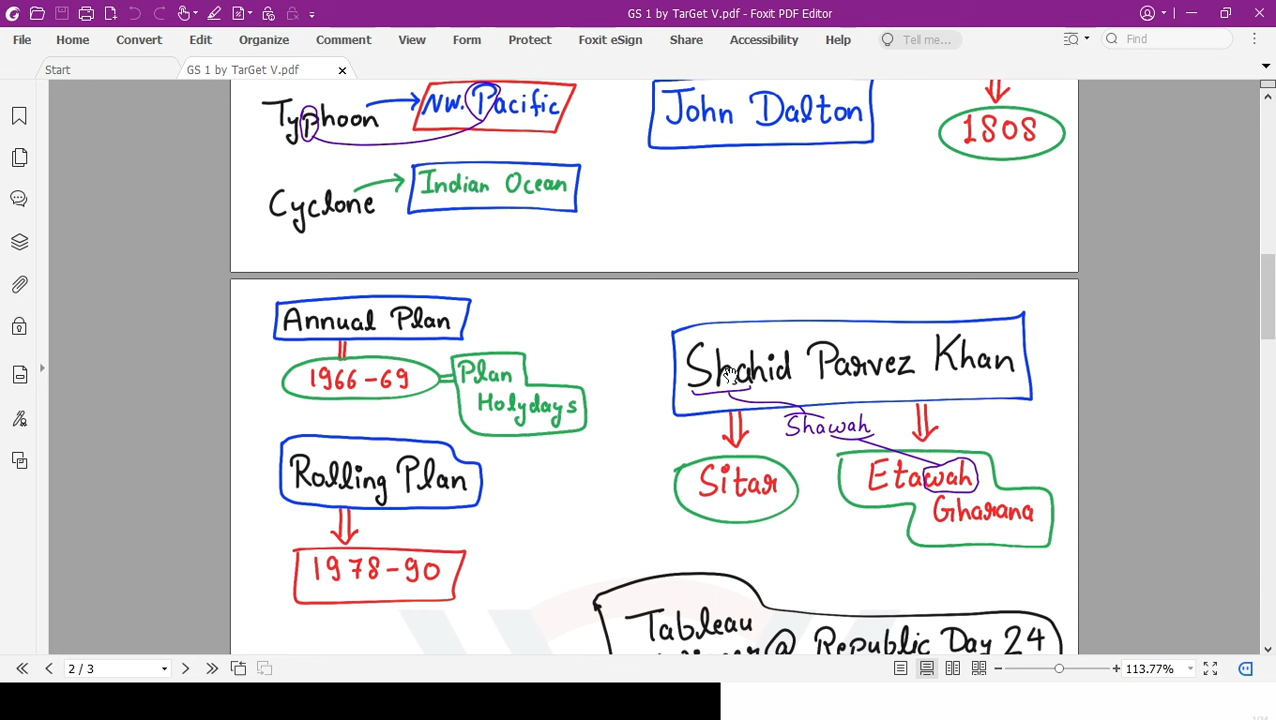 GS 1 by TarGet V.pdf - Foxit PDF Editor
File Home Convert Edit Organize Comment View Form Protect Foxit eSign Share Accessibility Help Tell me... Find
Start GS 1 by TarGet V.pdf
Typhoon NW. Pacific
Cyclone Indian Ocean
John Dalton
1808
Annual Plan
1966-69
Plan
Holydays
Rolling Plan
1978-90
Shahid Parvez Khan
Shawah
Sitar
Etawah
Gharana
Tableau
@ Republic Day 24
2 / 3
113.77%